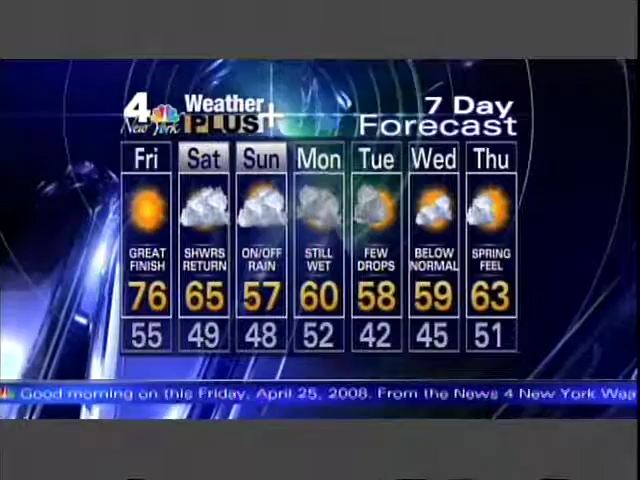 4 Weather
New York PLUS+
7 Day
Forecast
Fri Sat Sun Mon Tue Wed Thu
GREAT SHWRS ON/OFF STILL FEW BELOW SPRING
FINISH RETURN RAIN WET DROPS NORMAL FEEL
76 65 57 60 58 59 63
55 49 48 52 42 45 51
Good morning on this Friday, April 25, 2008. From the News 4 New York Wea